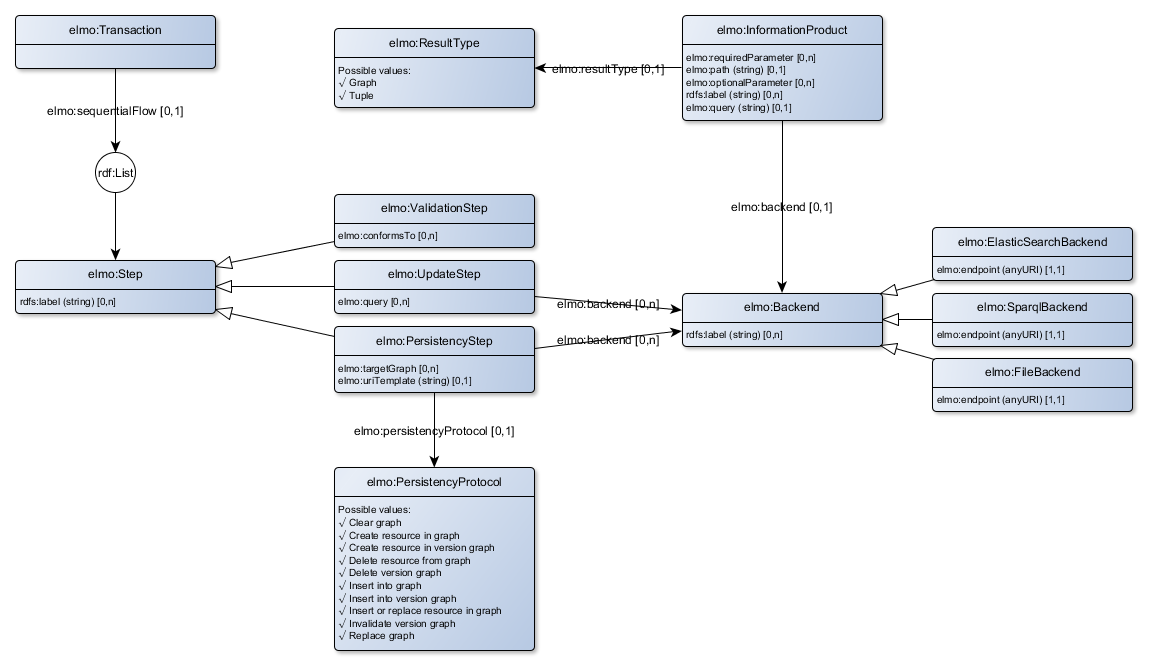 elmo:Transaction
elmo:sequentialFlow [0,1]
rdf:List
elmo:Step
rdfs:label (string) [0,n]
elmo:ResultType
Possible values:
√ Graph
√ Tuple
elmo:resultType [0,1]
elmo:InformationProduct
elmo:requiredParameter [0,n]
elmo:path (string) [0,1]
elmo:optionalParameter [0,n]
rdfs:label (string) [0,n]
elmo:query (string) [0,1]
elmo:backend [0,1]
elmo:ValidationStep
elmo:conformsTo [0,n]
elmo:UpdateStep
elmo:query [0,n]
elmo:backend [0,n]
elmo:PersistencyStep
elmo:targetGraph [0,n]
elmo:uriTemplate (string) [0,1]
elmo:backend [0,n]
elmo:Backend
rdfs:label (string) [0,n]
elmo:ElasticSearchBackend
elmo:endpoint (anyURI) [1,1]
elmo:SparqlBackend
elmo:endpoint (anyURI) [1,1]
elmo:FileBackend
elmo:endpoint (anyURI) [1,1]
elmo:persistencyProtocol [0,1]
elmo:PersistencyProtocol
Possible values:
√ Clear graph
√ Create resource in graph
√ Create resource in version graph
√ Delete resource from graph
√ Delete version graph
√ Insert into graph
√ Insert into version graph
√ Insert or replace resource in graph
√ Invalidate version graph
√ Replace graph